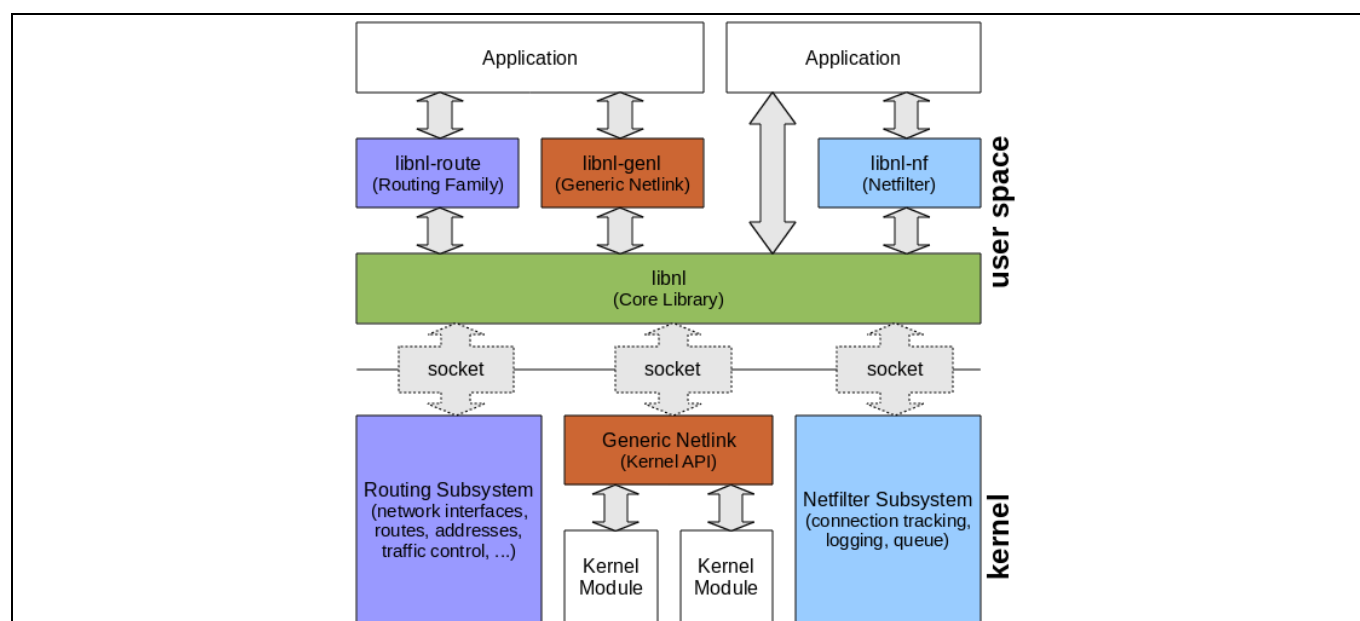 Application
Application
libnl-route
(Routing Family)
libnl-genl
(Generic Netlink)
libnl-nf
(Netfilter)
user space
libnl
(Core Library)
socket
socket
socket
Generic Netlink
(Kernel API)
Routing Subsystem
(network interfaces,
routes, addresses,
traffic control, ...)
Netfilter Subsystem
(connection tracking,
logging, queue)
kernel
Kernel
Module
Kernel
Module